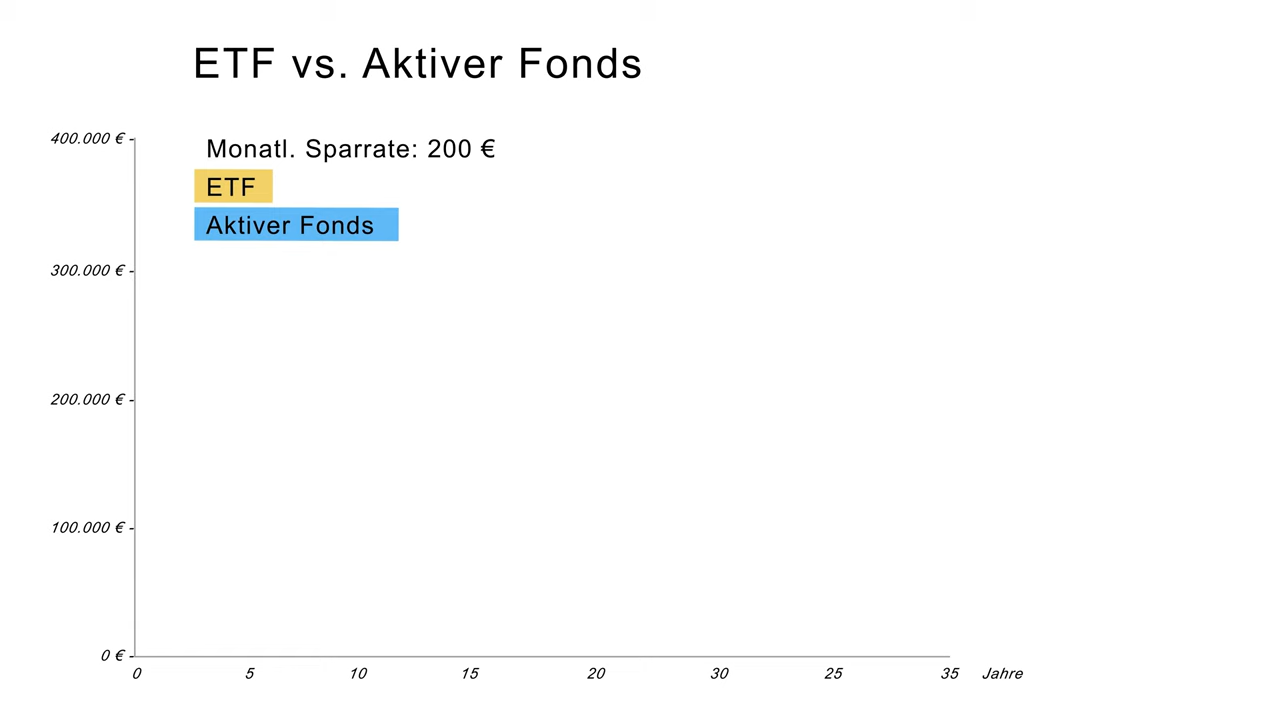 ETF vs. Aktiver Fonds
400.000 €
Monatl. Sparrate: 200 €
ETF
Aktiver Fonds
300.000 €
200.000 €
100.000 €
0 €
0 5 10 15 20 30 25 35 Jahre